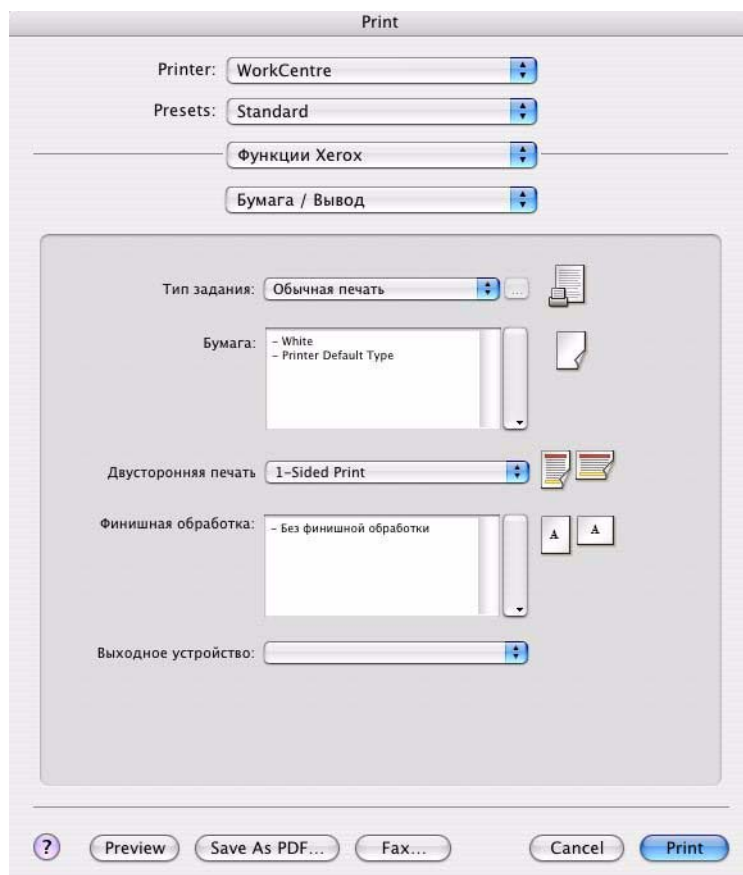 Print
Printer: WorkCentre
Presets: Standard
Функции Xerox
Бумага / Вывод
Тип задания: Обычная печать ...
Бумага: - White
- Printer Default Type
Двусторонняя печать 1-Sided Print
Финишная обработка: - Без финишной обработки
A A
Выходное устройство:
? Preview Save As PDF... Fax... Cancel Print